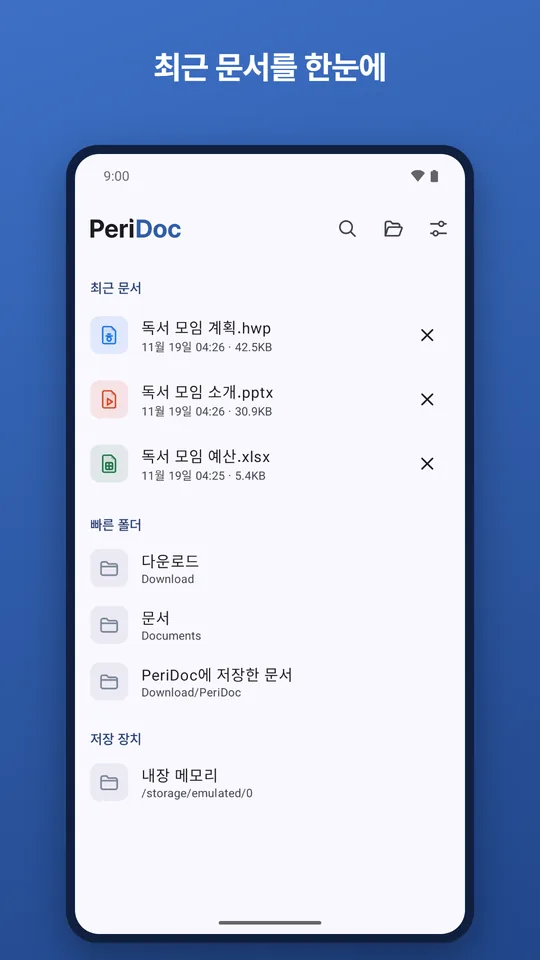 최근 문서를 한눈에
9:00
PeriDoc
최근 문서
독서 모임 계획.hwp
11월 19일 04:26 · 42.5KB
독서 모임 소개.pptx
11월 19일 04:26 · 30.9KB
독서 모임 예산.xlsx
11월 19일 04:25 · 5.4KB
빠른 폴더
다운로드
Download
문서
Documents
PeriDoc에 저장한 문서
Download/PeriDoc
저장 장치
내장 메모리
/storage/emulated/0